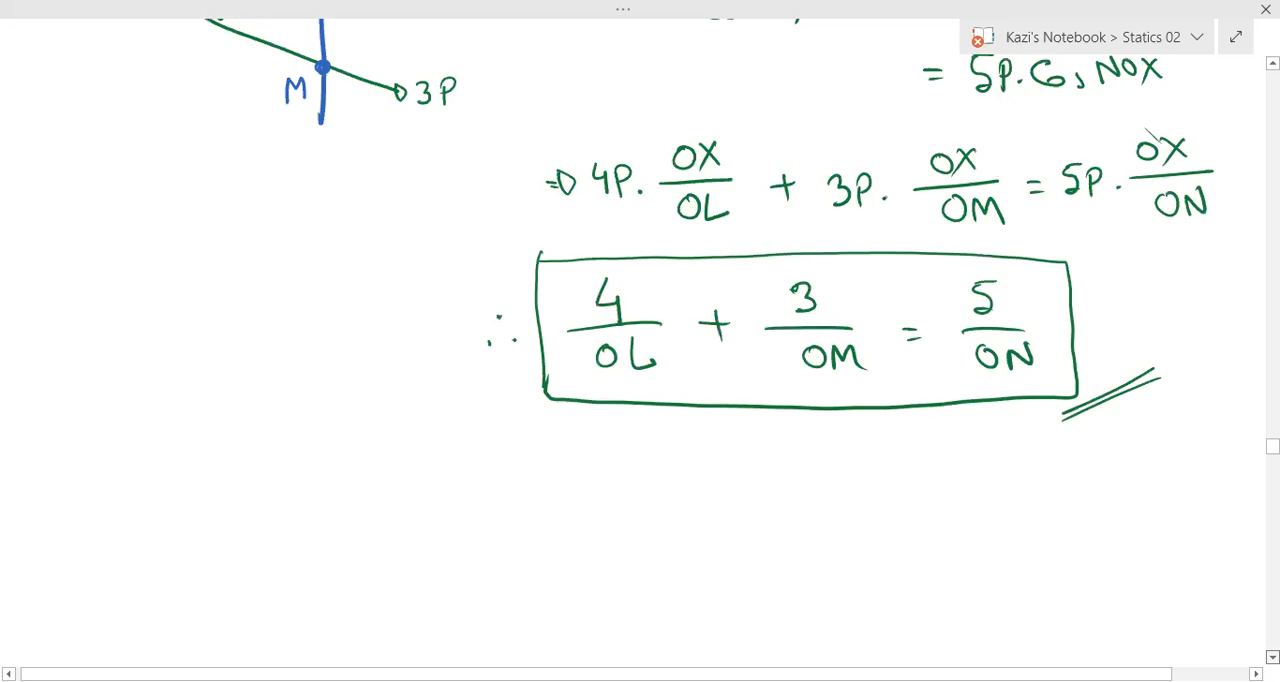 Kazi's Notebook > Statics 02
= 5P. Cos NOX
M
3P
=> 4P. OX/OL + 3P. OX/OM = 5P. OX/ON
∴ 4/OL + 3/OM = 5/ON